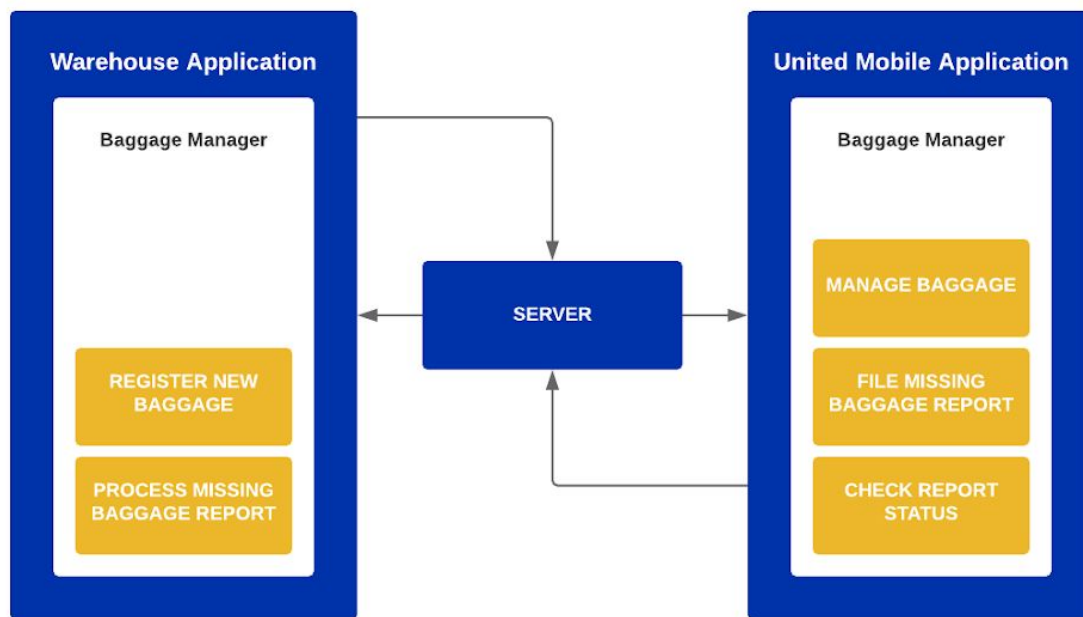 Warehouse Application
Baggage Manager
REGISTER NEW
BAGGAGE
PROCESS MISSING
BAGGAGE REPORT
SERVER
United Mobile Application
Baggage Manager
MANAGE BAGGAGE
FILE MISSING
BAGGAGE REPORT
CHECK REPORT
STATUS